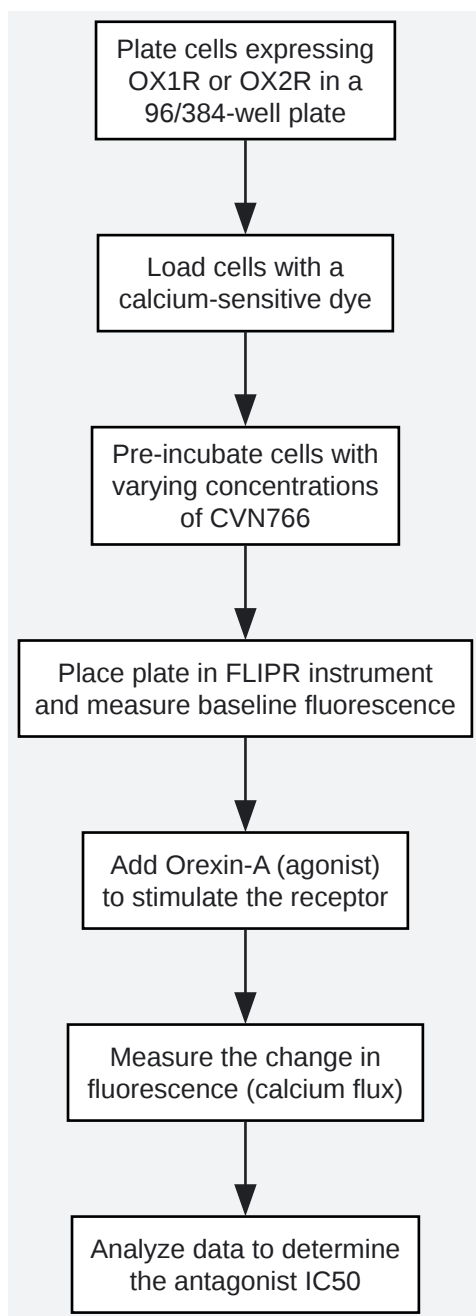 Plate cells expressing
OX1R or OX2R in a
96/384-well plate
Load cells with a
calcium-sensitive dye
Pre-incubate cells with
varying concentrations
of CVN766
Place plate in FLIPR instrument
and measure baseline fluorescence
Add Orexin-A (agonist)
to stimulate the receptor
Measure the change in
fluorescence (calcium flux)
Analyze data to determine
the antagonist IC50